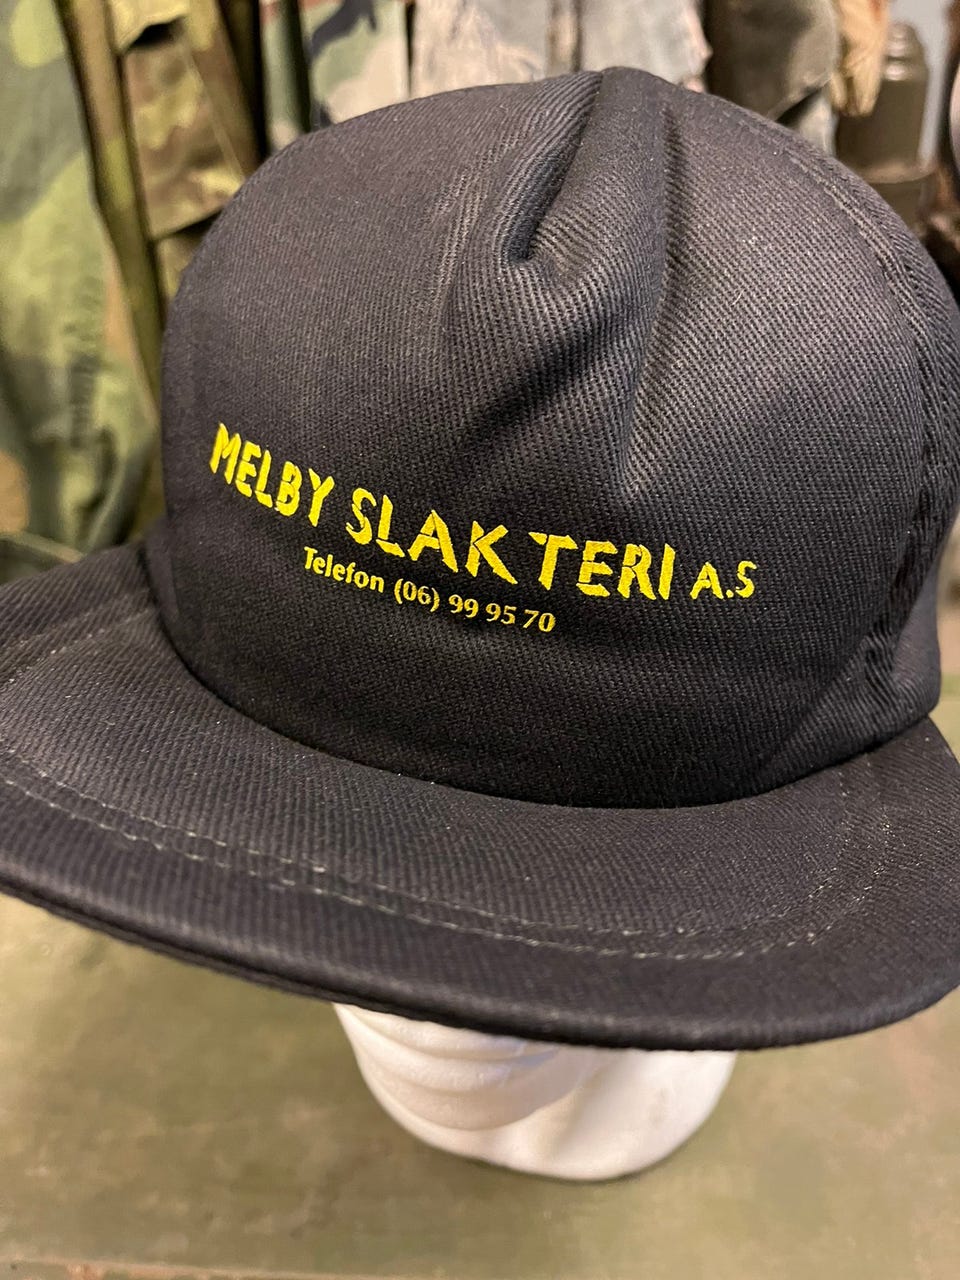 MELBY SLAKTERI A.S
Telefon (06) 99 95 70